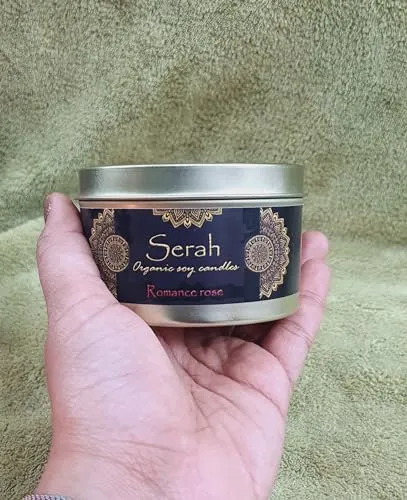 Serah
Organic soy candles
Romance rose